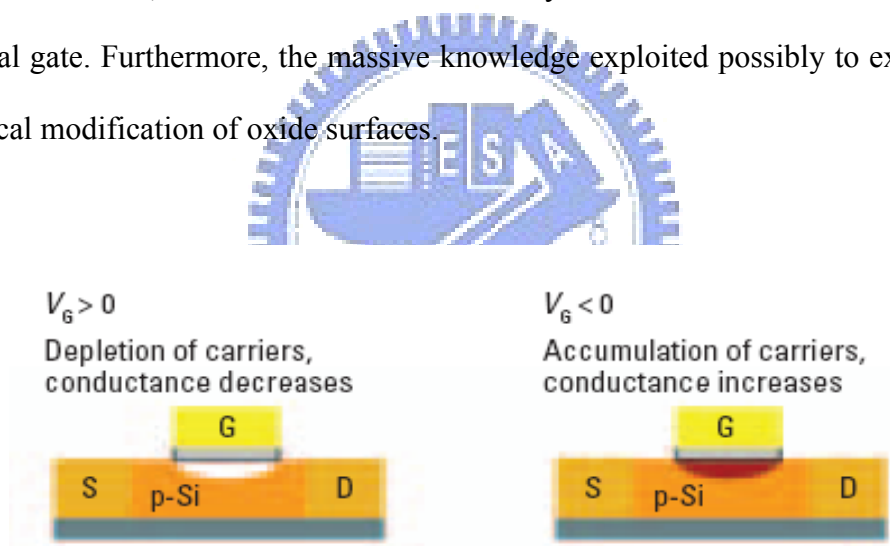 al gate. Furthermore, the massive knowledge exploited possibly to ex
cal modification of oxide surfaces.
E S A
V_G > 0
Depletion of carriers,
conductance decreases
G
S p-Si D
V_G < 0
Accumulation of carriers,
conductance increases
G
S p-Si D